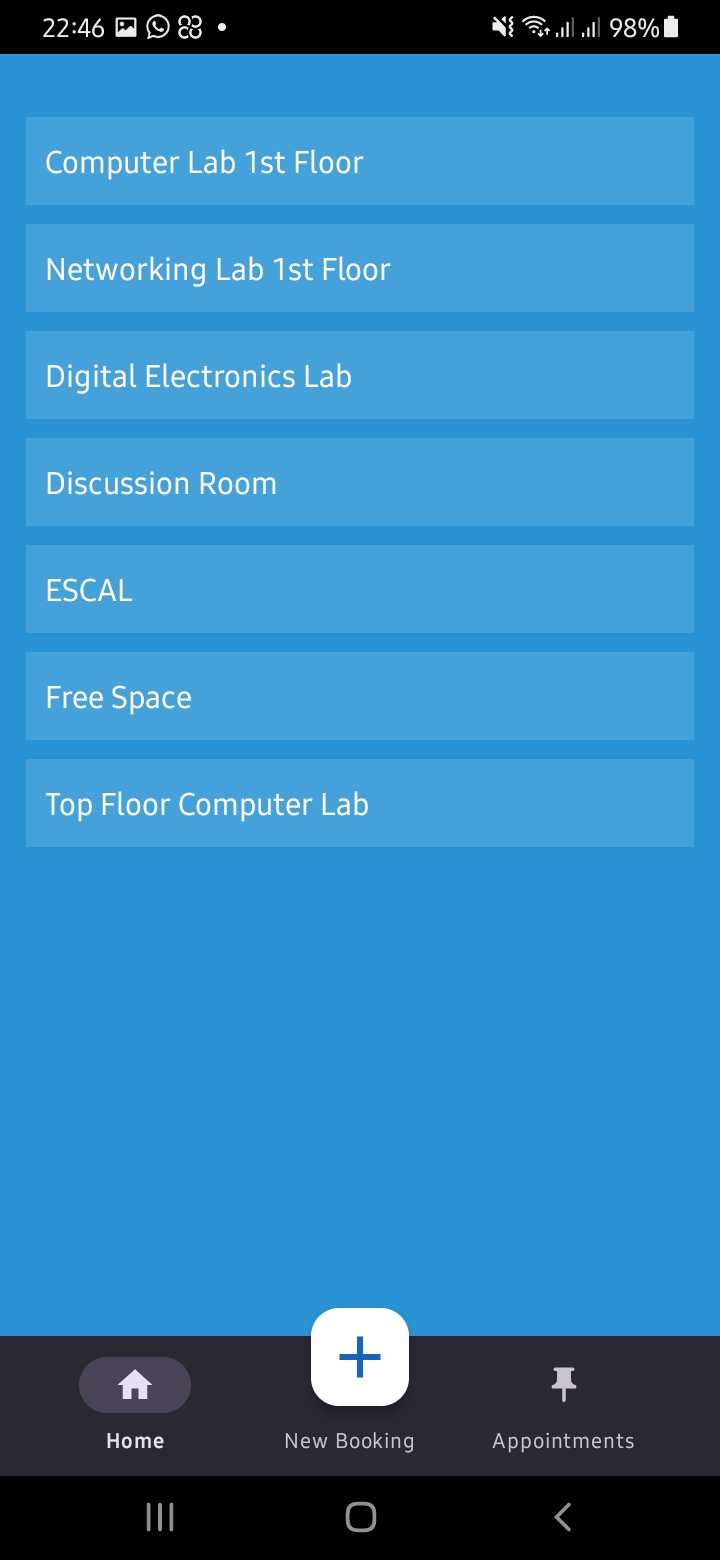 22:46
98%
Computer Lab 1st Floor
Networking Lab 1st Floor
Digital Electronics Lab
Discussion Room
ESCAL
Free Space
Top Floor Computer Lab
Home
New Booking
Appointments